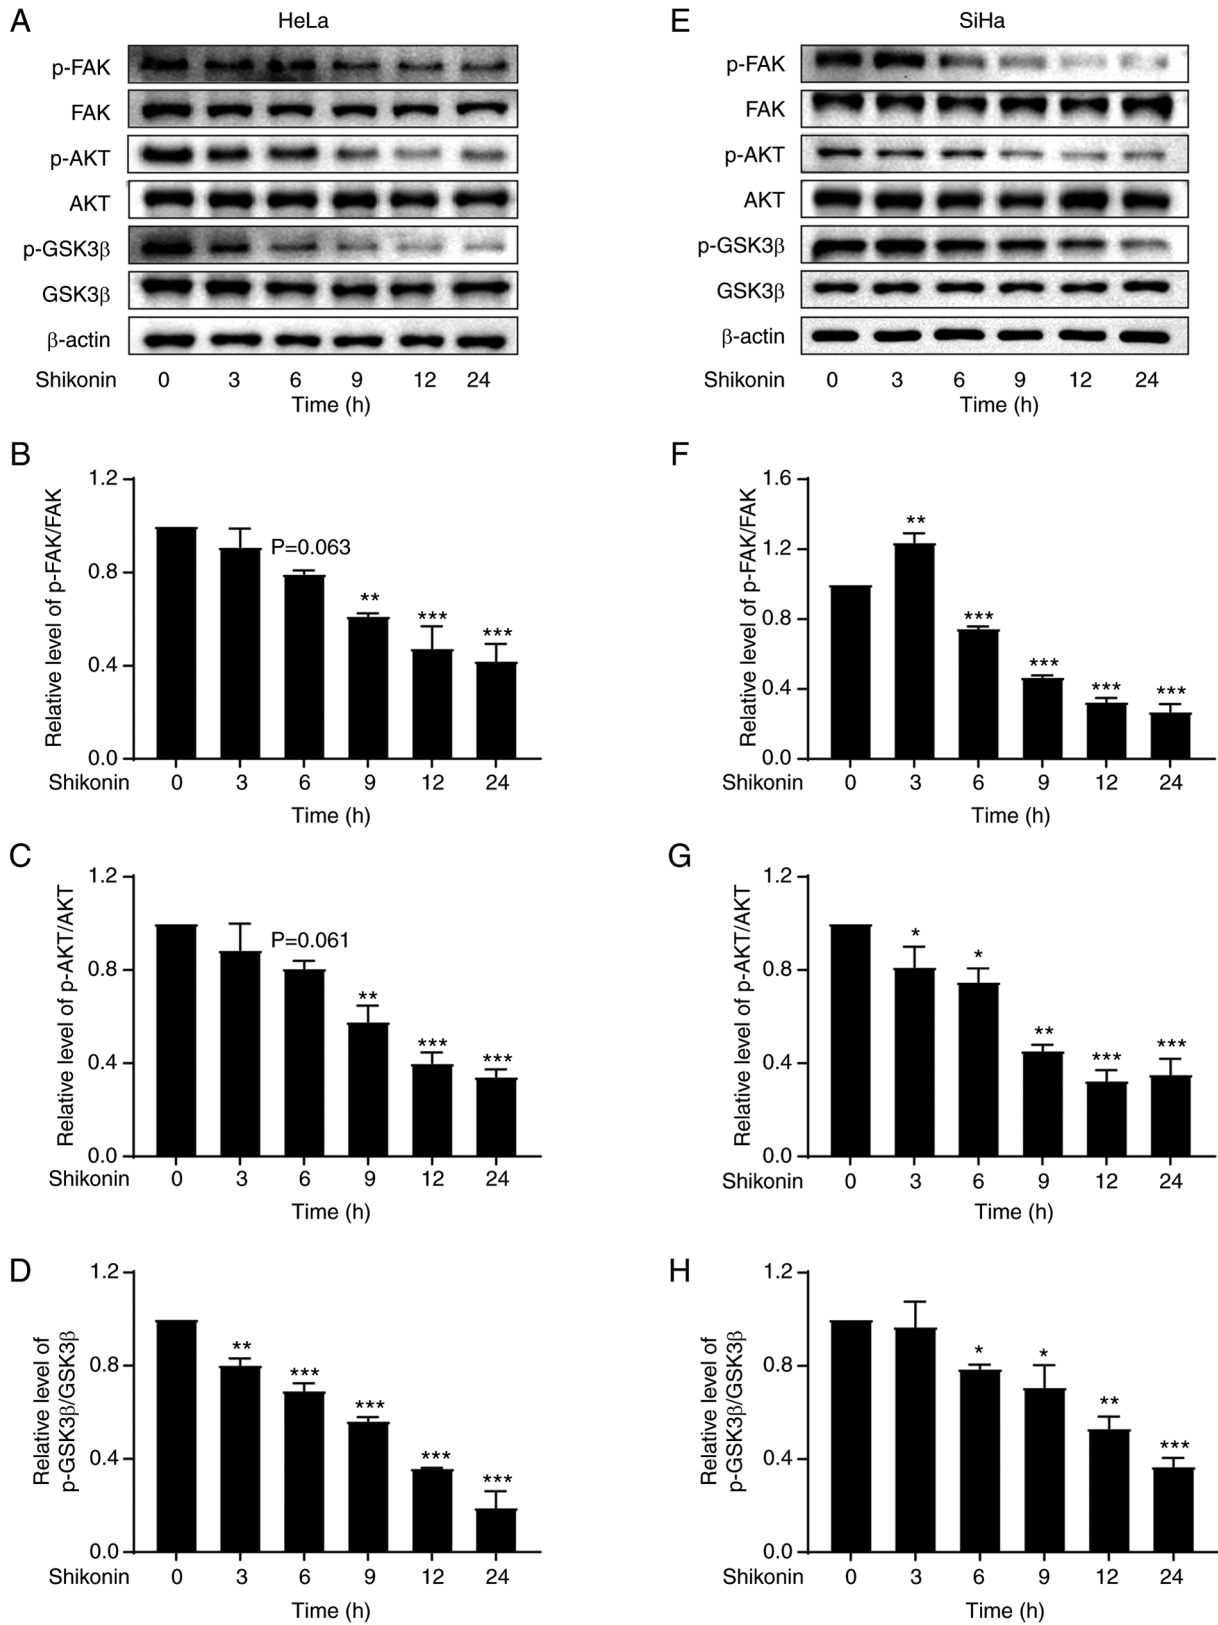 A
HeLa
p-FAK
FAK
p-AKT
AKT
p-GSK3β
GSK3β
β-actin
Shikonin 0 3 6 9 12 24
Time (h)
E
SiHa
p-FAK
FAK
p-AKT
AKT
p-GSK3β
GSK3β
β-actin
Shikonin 0 3 6 9 12 24
Time (h)
B
Relative level of p-FAK/FAK
1.2
0.8
0.4
0.0
P=0.063
**
***
***
Shikonin 0 3 6 9 12 24
Time (h)
F
Relative level of p-FAK/FAK
1.6
1.2
0.8
0.4
0.0
**
***
***
***
***
Shikonin 0 3 6 9 12 24
Time (h)
C
Relative level of p-AKT/AKT
1.2
0.8
0.4
0.0
P=0.061
**
***
***
Shikonin 0 3 6 9 12 24
Time (h)
G
Relative level of p-AKT/AKT
1.2
0.8
0.4
0.0
*
*
**
***
***
Shikonin 0 3 6 9 12 24
Time (h)
D
Relative level of
p-GSK3β/GSK3β
1.2
0.8
0.4
0.0
**
***
***
***
***
Shikonin 0 3 6 9 12 24
Time (h)
H
Relative level of
p-GSK3β/GSK3β
1.2
0.8
0.4
0.0
*
*
**
***
Shikonin 0 3 6 9 12 24
Time (h)